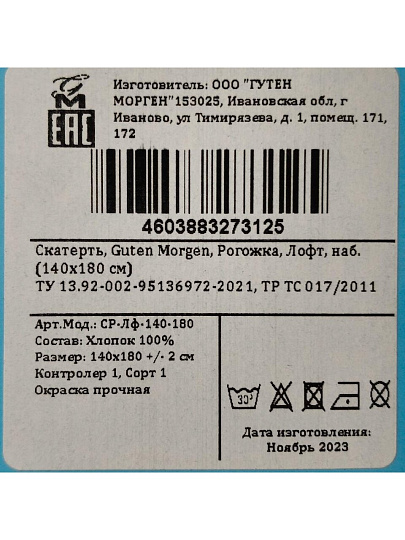 Изготовитель: ООО "ГУТЕН
МОРГЕН"153025, Ивановская обл, г
Иваново, ул Тимирязева, д. 1, помещ. 171,
172
GM
EAC
4603883273125
Скатерть, Guten Morgen, Рогожка, Лофт, наб.
(140х180 см)
ТУ 13.92-002-95136972-2021, ТР ТС 017/2011
Арт.Мод.: СР-Лф-140-180
Состав: Хлопок 100%
Размер: 140х180 +/- 2 см
Контролер 1, Сорт 1
Окраска прочная
30
Дата изготовления:
Ноябрь 2023